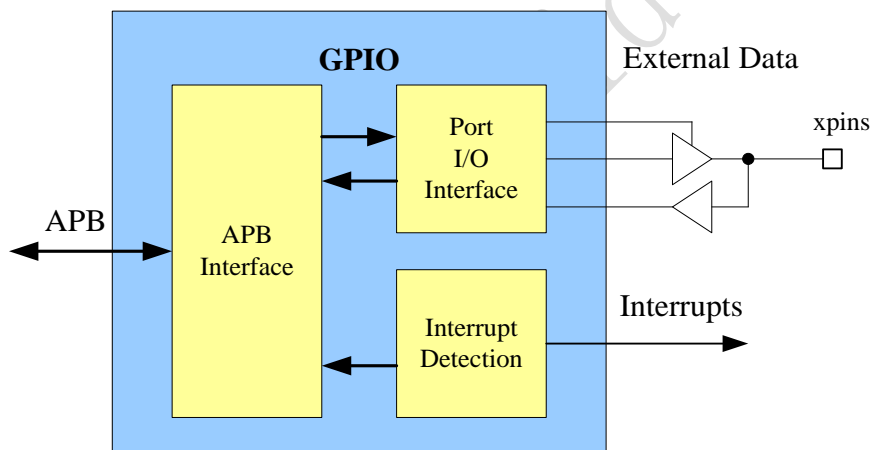 GPIO
External Data
Port
I/O
Interface
xpins
APB
APB
Interface
Interrupt
Detection
Interrupts